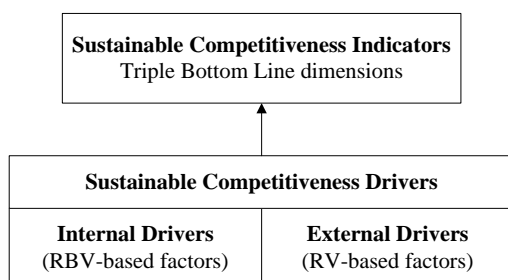 Sustainable Competitiveness Indicators
Triple Bottom Line dimensions
Sustainable Competitiveness Drivers
Internal Drivers
(RBV-based factors)
External Drivers
(RV-based factors)